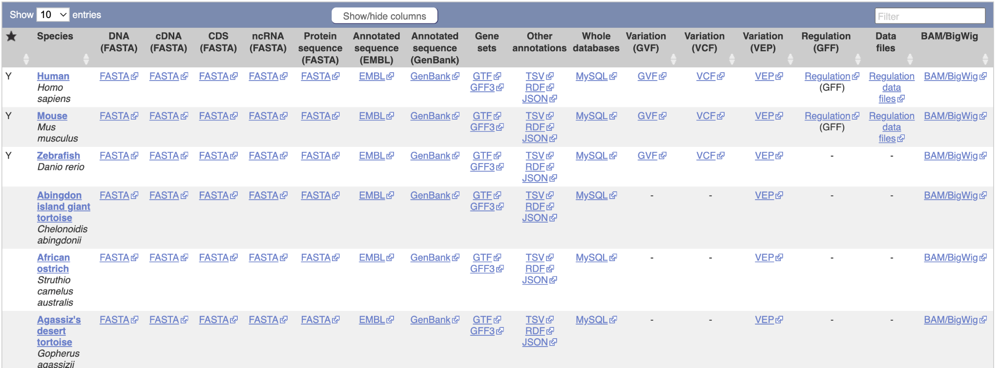 Show 10 entries Show/hide columns Filter
★ Species DNA (FASTA) cDNA (FASTA) CDS (FASTA) ncRNA (FASTA) Protein sequence (FASTA) Annotated sequence (EMBL) Annotated sequence (GenBank) Gene sets Other annotations Whole databases Variation (GVF) Variation (VCF) Variation (VEP) Regulation (GFF) Data files BAM/BigWig
Y Human FASTA FASTA FASTA FASTA FASTA EMBL GenBank GTF TSV MySQL GVF VCF VEP Regulation Regulation BAM/BigWig
Homo GFF3 RDF (GFF) data
sapiens JSON files
Y Mouse FASTA FASTA FASTA FASTA FASTA EMBL GenBank GTF TSV MySQL GVF VCF VEP Regulation Regulation BAM/BigWig
Mus GFF3 RDF (GFF) data
musculus JSON files
Y Zebrafish FASTA FASTA FASTA FASTA FASTA EMBL GenBank GTF TSV MySQL GVF VCF VEP - - BAM/BigWig
Danio rerio GFF3 RDF
JSON
Abingdon FASTA FASTA FASTA FASTA FASTA EMBL GenBank GTF TSV MySQL - - VEP - - BAM/BigWig
island giant GFF3 RDF
tortoise JSON
Chelonoidis
abingdonii
African FASTA FASTA FASTA FASTA FASTA EMBL GenBank GTF TSV MySQL - - VEP - - BAM/BigWig
ostrich GFF3 RDF
Struthio JSON
camelus
australis
Agassiz's FASTA FASTA FASTA FASTA FASTA EMBL GenBank GTF TSV MySQL - - VEP - - BAM/BigWig
desert GFF3 RDF
tortoise JSON
Gopherus
agassizii